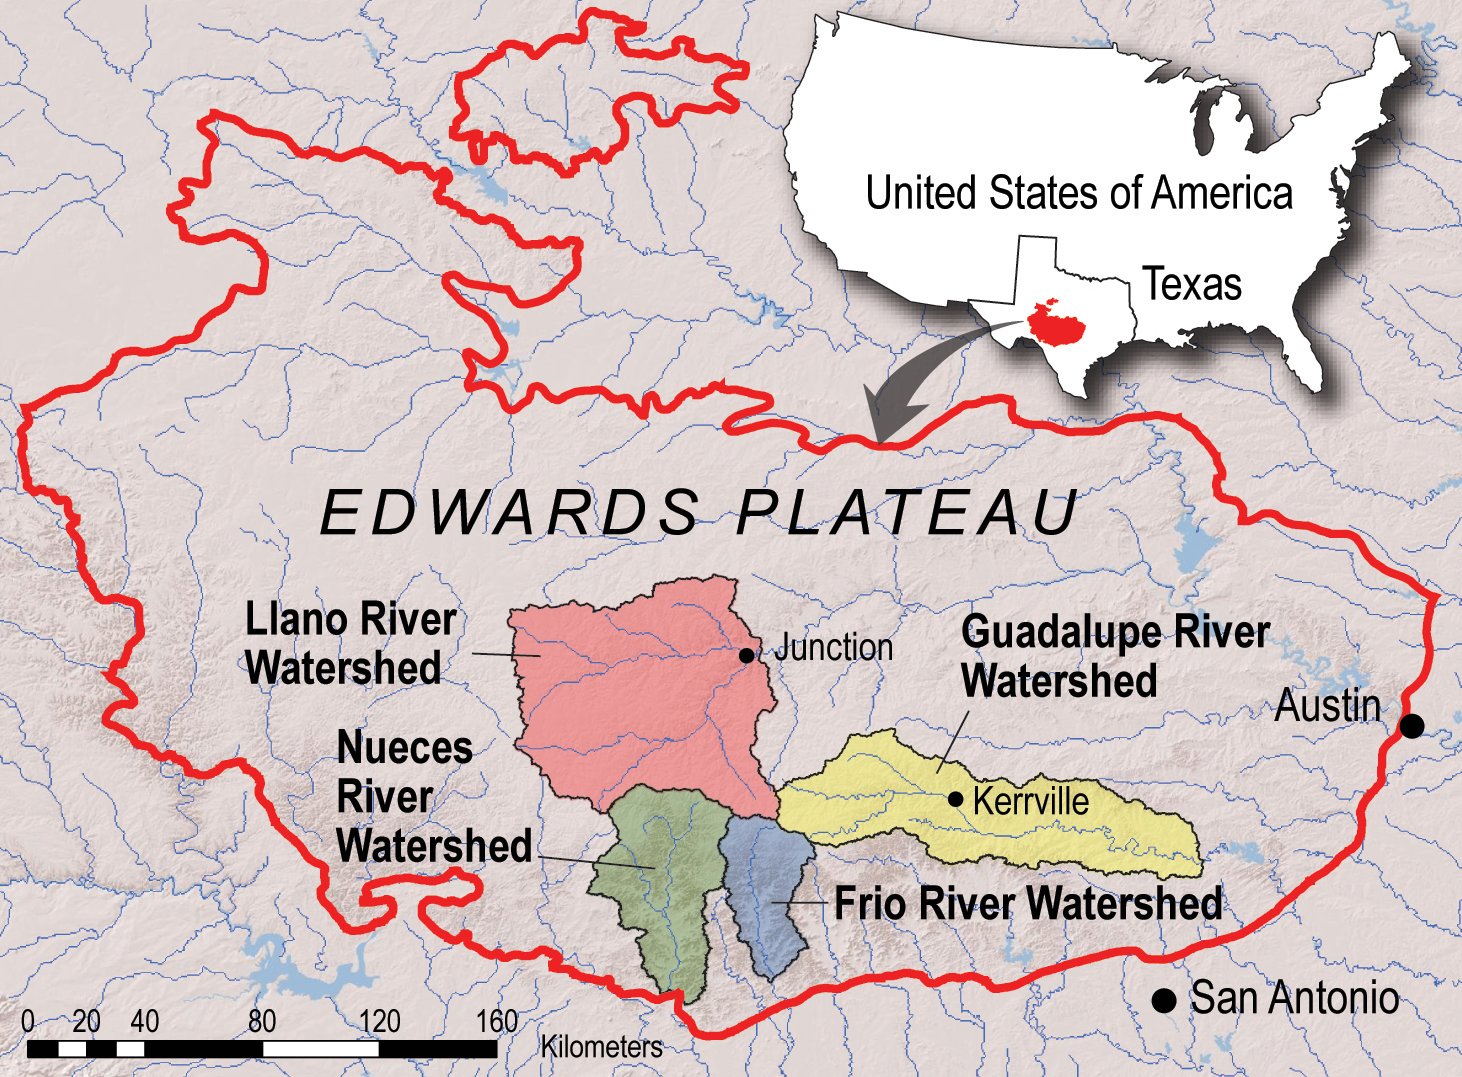 United States of America
Texas
EDWARDS PLATEAU
Llano River
Watershed
Junction
Guadalupe River
Watershed
Austin
Nueces
River
Watershed
Kerrville
Frio River Watershed
San Antonio
0 20 40 80 120 160
Kilometers